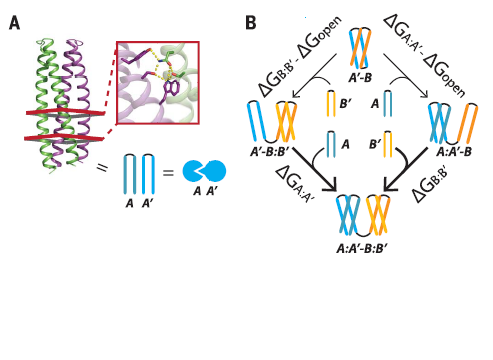 A
=
A A′
=
A A′
B
ΔGB:B′ - ΔGopen
ΔGA:A′ - ΔGopen
A′-B
B′
A
A′-B:B′
A
B′
A:A′-B
ΔGA:A′
ΔGB:B′
A:A′-B:B′